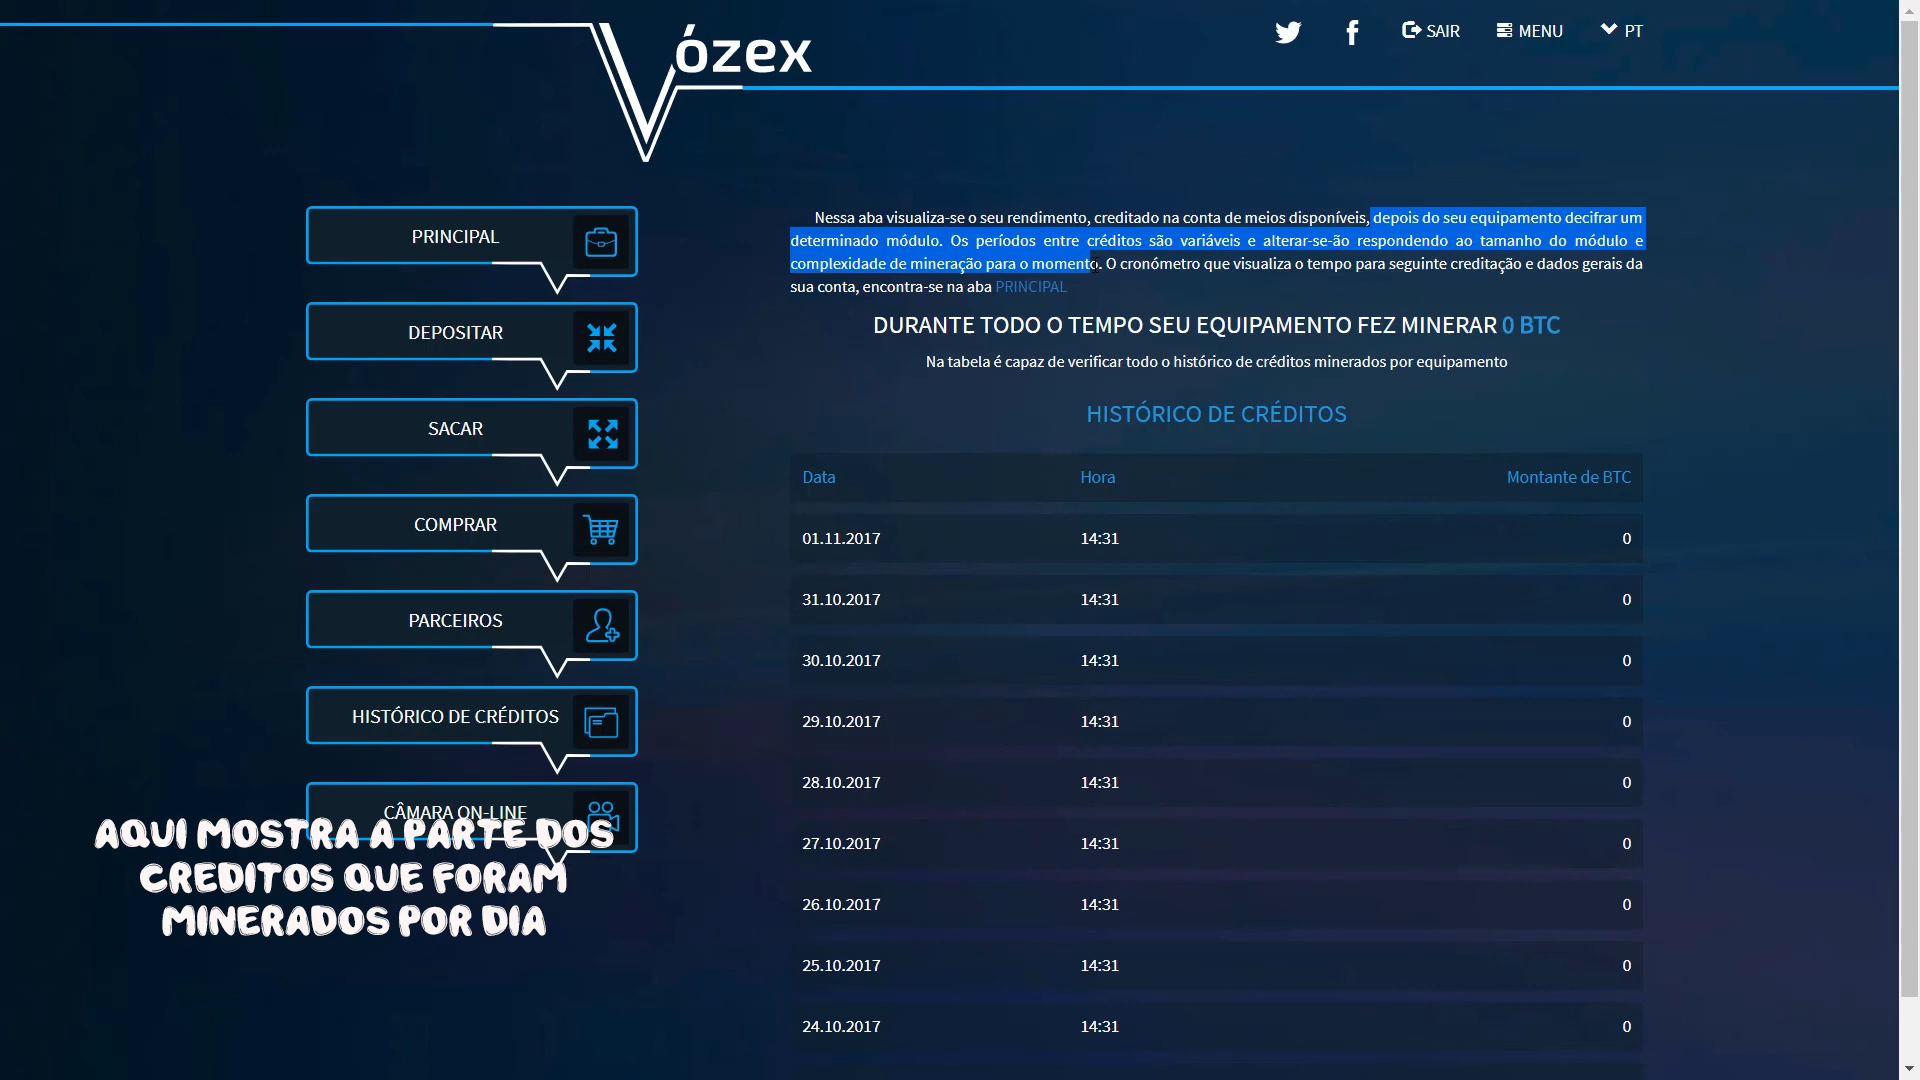 Vózex
SAIR
MENU
PT
PRINCIPAL
DEPOSITAR
SACAR
COMPRAR
PARCEIROS
HISTÓRICO DE CRÉDITOS
CÂMARA ON-LINE
AQUI MOSTRA A PARTE DOS
CREDITOS QUE FORAM
MINERADOS POR DIA
Nessa aba visualiza-se o seu rendimento, creditado na conta de meios disponíveis, depois do seu equipamento decifrar um
determinado módulo. Os períodos entre créditos são variáveis e alterar-se-ão respondendo ao tamanho do módulo e
complexidade de mineração para o momento. O cronómetro que visualiza o tempo para seguinte creditação e dados gerais da
sua conta, encontra-se na aba PRINCIPAL
DURANTE TODO O TEMPO SEU EQUIPAMENTO FEZ MINERAR 0 BTC
Na tabela é capaz de verificar todo o histórico de créditos minerados por equipamento
HISTÓRICO DE CRÉDITOS
Data Hora Montante de BTC
01.11.2017 14:31 0
31.10.2017 14:31 0
30.10.2017 14:31 0
29.10.2017 14:31 0
28.10.2017 14:31 0
27.10.2017 14:31 0
26.10.2017 14:31 0
25.10.2017 14:31 0
24.10.2017 14:31 0